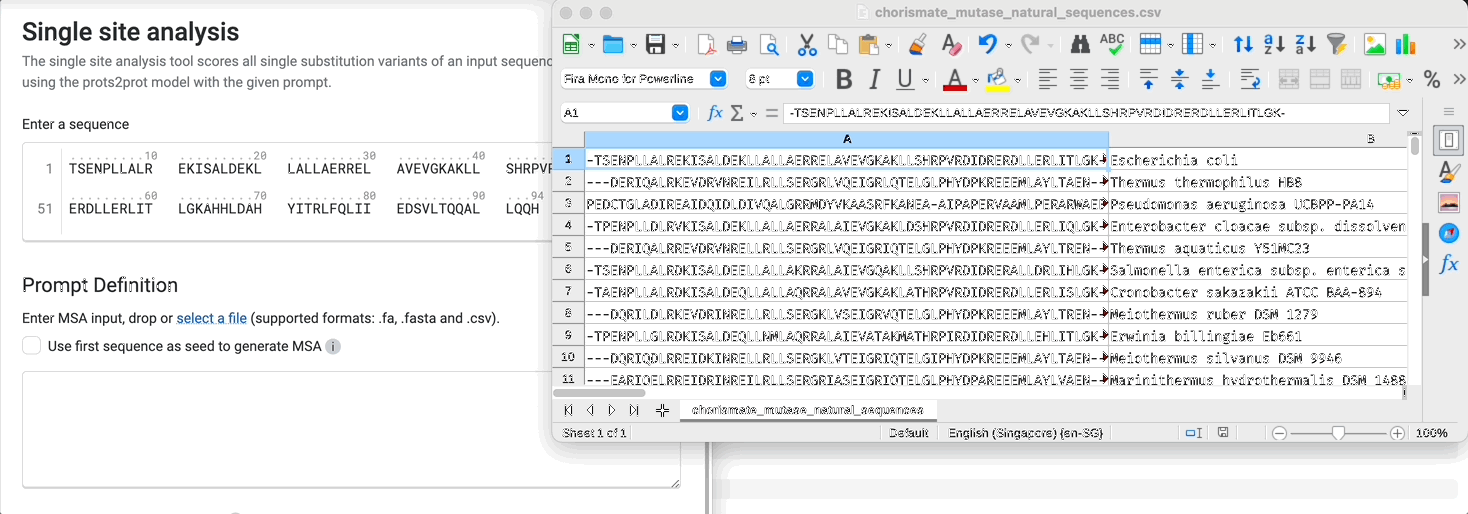 Single site analysis
The single site analysis tool scores all single substitution variants of an input sequenc
using the prots2prot model with the given prompt.
Enter a sequence
.........10 .........20 .........30 .........40
1 TSENPLLALR EKISALDEKL LALLAERREL AVEVGKAKLL SHRPVR
.........60 .........70 .........80 .........90 ..94
51 ERDLLERLIT LGKAHHLDAH YITRLFQLII EDSVLTQQAL LQQH
Prompt Definition
Enter MSA input, drop or select a file (supported formats: .fa, .fasta and .csv).
Use first sequence as seed to generate MSA i
chorismate_mutase_natural_sequences.csv
ABC
Fira Mono for Powerline 8 pt B I U A %
A1 fx Σ = -TSENPLLALREKISALDEKLLALLAERRELAVEVGKAKLLSHRPVRDIDRERDLLERLITLGK-
A B
1 -TSENPLLALREKISALDEKLLALLAERRELAVEVGKAKLLSHRPVRDIDRERDLLERLITLGK Escherichia coli
2 ---DERIQALRKEVDRVNREILRLLSERGRLVQEIGRLQTELGLPHYDPKREEEMLAYLTAEN- Thermus thermophilus HB8
3 PEDCTGLADIREAIDQIDLDIVQALGRRMDYVKAASRFKANEA-AIPAPERVAAMLPERARWAE Pseudomonas aeruginosa UCBPP-PA14
4 -TPENPLLDLRVKISALDEKLLALLAERRALAIEVGKAKLDSHRPVRDIDRERDLLERLIQLGK Enterobacter cloacae subsp. dissolven
5 ---DERIQALRREVDRVNRELLRLLSERGRLVQEIGRIQTELGLPHYDPKREEEMLAYLTREN- Thermus aquaticus Y51MC23
6 -TSENPLLALRDKISALDEELLALLAKRRALAIEVGQAKLLSHRPVRDIDRERALLDRLIHLGK Salmonella enterica subsp. enterica s
7 -TAENPLLALRDKISALDEQLLALLAQRRALAVEVGKAKLATHRPVRDIDRERDLLERLISLGK Cronobacter sakazakii ATCC BAA-894
8 ---DQRILDLRKEVDRINREILRLLSERGRLVSEIGRVQTELGLPHYDPKREEEMLAYLTAEN- Meiothermus ruber DSM 1279
9 -TPENPLLGLRDKISALDEQLLNMLAQRRALAIEVATAKMATHRPIRDIDRERDLLEHLITLGK Erwinia billingiae Eb661
10 ---DQRIQDLRREIDKINRELLRLLSERGKLVTEIGRIQTELGIPHYDPKREEEMLAYLTAEN- Meiothermus silvanus DSM 9946
11 ---EARIQELRREIDRINREILRLLSERGRIASEIGRIQTELGLPHYDPAREEEMLAYLVAEN- Marinithermus hydrothermalis DSM 1488
chorismate_mutase_natural_sequences
Sheet 1 of 1 Default English (Singapore) {en-SG} 100%